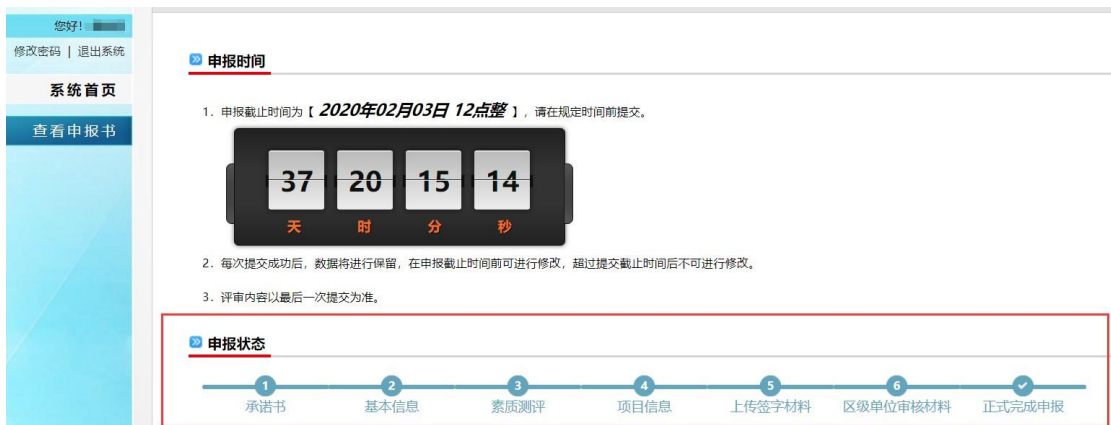 您好!
修改密码 | 退出系统
系统首页
查看申报书
申报时间
1. 申报截止时间为【 2020年02月03日 12点整 】, 请在规定时间前提交。
37 20 15 14
天 时 分 秒
2. 每次提交成功后, 数据将进行保留, 在申报截止时间前可进行修改, 超过提交截止时间后不可进行修改。
3. 评审内容以最后一次提交为准。
申报状态
1 2 3 4 5 6
承诺书 基本信息 素质测评 项目信息 上传签字材料 区级单位审核材料 正式完成申报